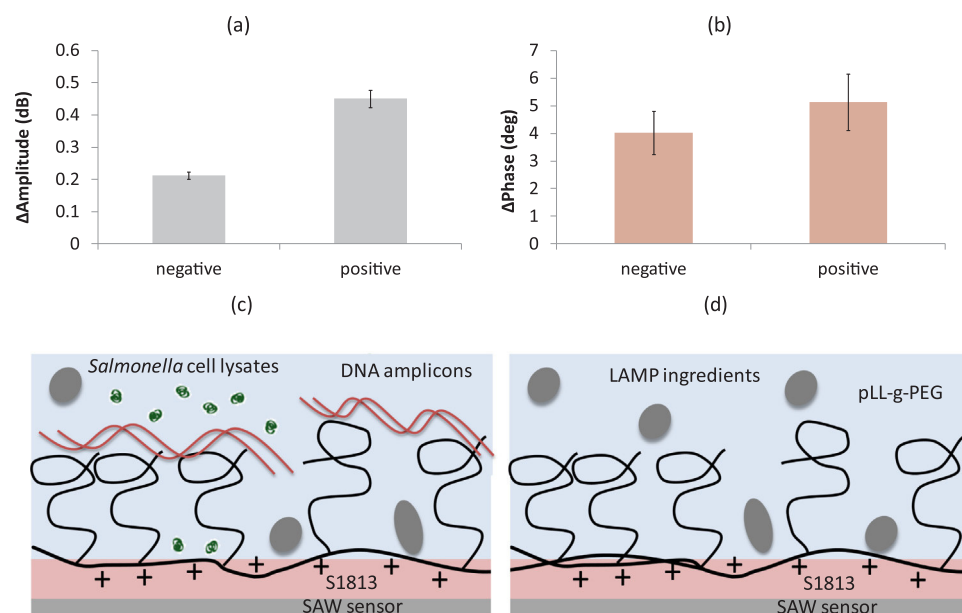 (a)
ΔAmplitude (dB)
0.6
0.5
0.4
0.3
0.2
0.1
0
negative positive
(b)
ΔPhase (deg)
7
6
5
4
3
2
1
0
negative positive
(c)
Salmonella cell lysates
DNA amplicons
+ + + + + + +
S1813
SAW sensor
(d)
LAMP ingredients
pLL-g-PEG
+ + + + + + +
S1813
SAW sensor